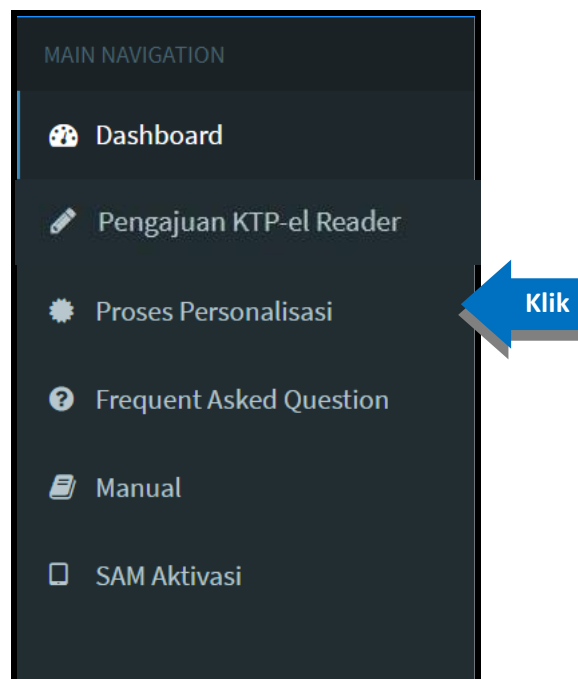 MAIN NAVIGATION
Dashboard
Pengajuan KTP-el Reader
Proses Personalisasi
Klik
Frequent Asked Question
Manual
SAM Aktivasi